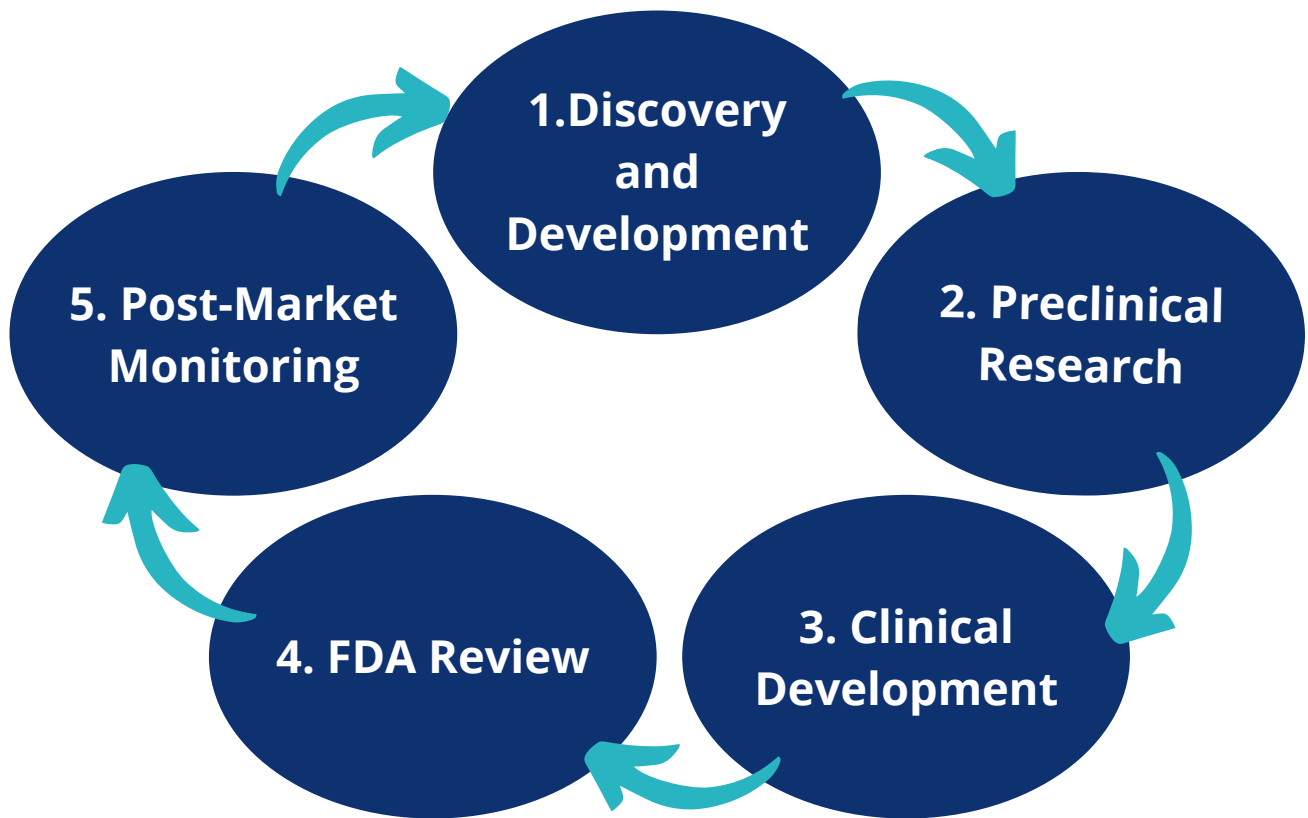 1.Discovery
and
Development
2. Preclinical
Research
3. Clinical
Development
4. FDA Review
5. Post-Market
Monitoring